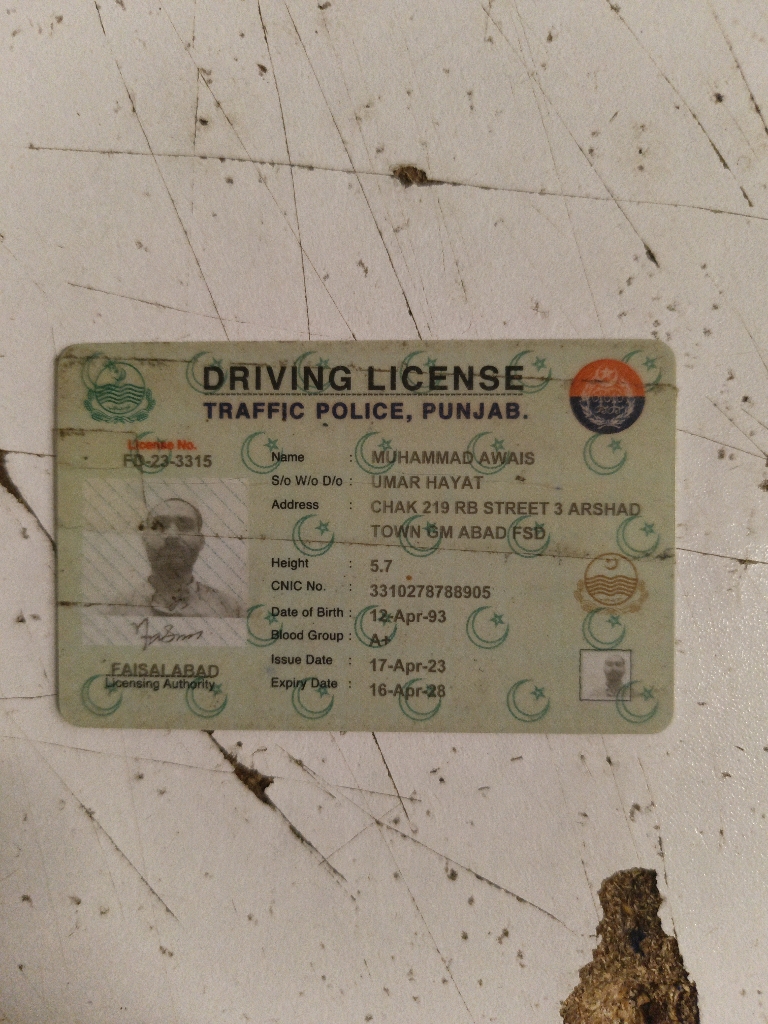 DRIVING LICENSE
TRAFFIC POLICE, PUNJAB.
License No.
FD-23-3315
Name : MUHAMMAD AWAIS
S/o W/o D/o : UMAR HAYAT
Address : CHAK 219 RB STREET 3 ARSHAD
TOWN GM ABAD FSD
Height : 5.7
CNIC No. : 3310278788905
Date of Birth : 12-Apr-93
Blood Group : A+
Issue Date : 17-Apr-23
Expiry Date : 16-Apr-28
FAISALABAD
Licensing Authority